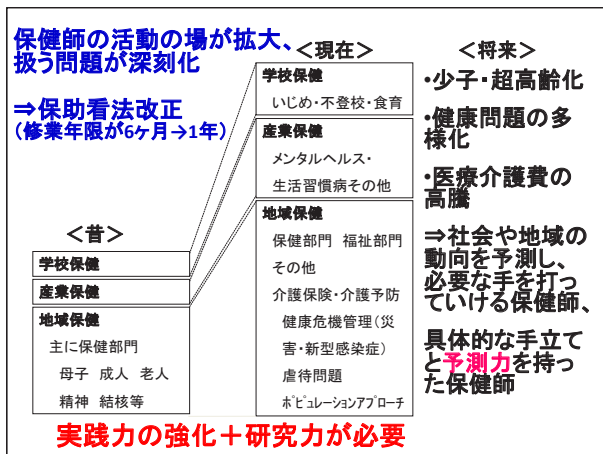 保健師の活動の場が拡大、
扱う問題が深刻化
⇒保助看法改正
（修業年限が6ヶ月→1年）
＜昔＞
学校保健
産業保健
地域保健
主に保健部門
母子 成人 老人
精神 結核等
＜現在＞
学校保健
いじめ・不登校・食育
産業保健
メンタルヘルス・
生活習慣病その他
地域保健
保健部門 福祉部門
その他
介護保険・介護予防
健康危機管理（災
害・新型感染症）
虐待問題
ﾎﾟﾋﾟｭﾚｰｼｮﾝｱﾌﾟﾛｰﾁ
＜将来＞
・少子・超高齢化
・健康問題の多
様化
・医療介護費の
高騰
⇒社会や地域の
動向を予測し、
必要な手を打っ
ていける保健師、
具体的な手立て
と予測力を持っ
た保健師
実践力の強化＋研究力が必要